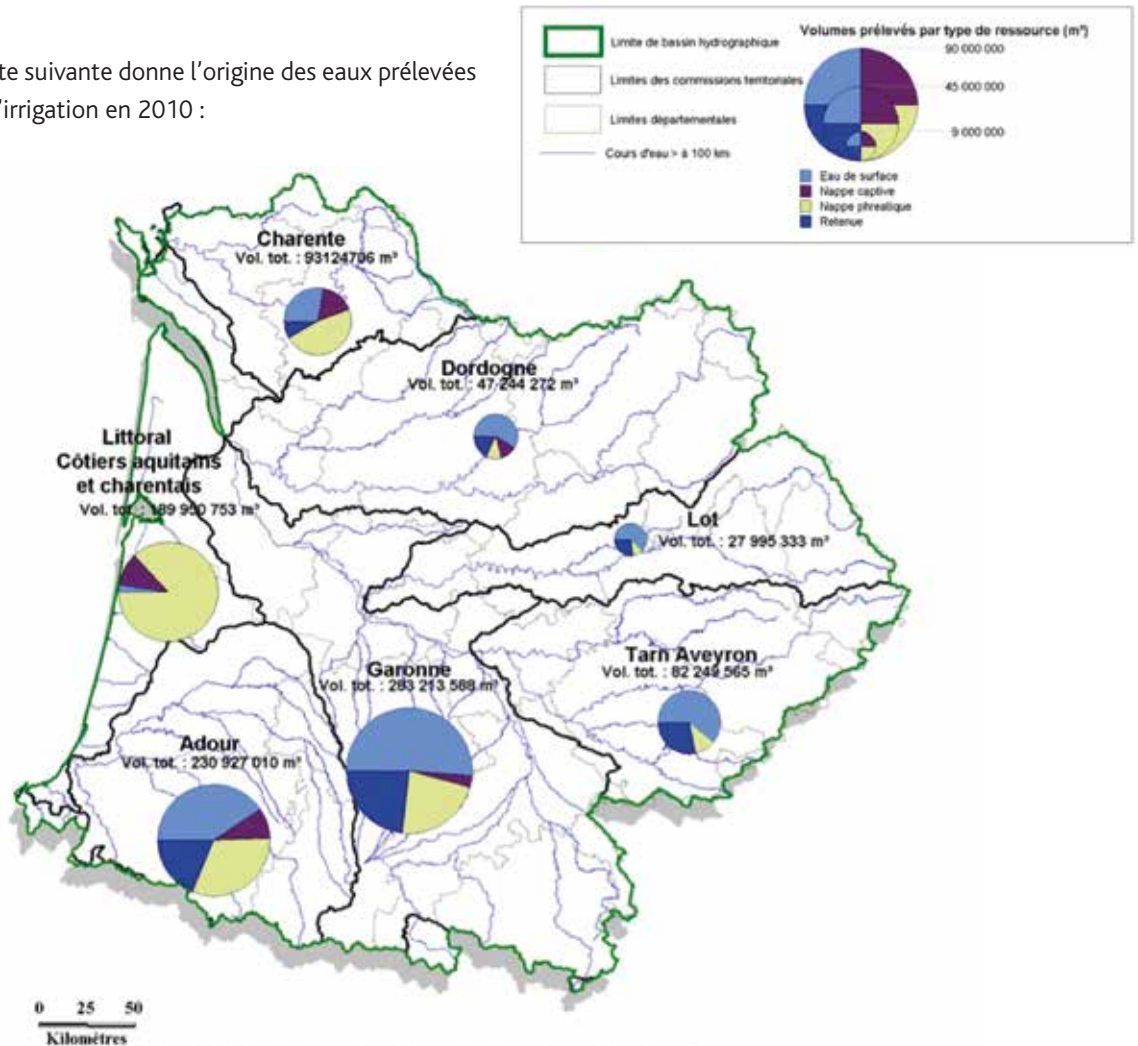 te suivante donne l'origine des eaux prélevées
l'irrigation en 2010 :
Limite de bassin hydrographique
Limites des commissions territoriales
Limites départementales
Cours d'eau > à 100 km
Volumes prélevés par type de ressource (m³)
90 000 000
45 000 000
9 000 000
Eau de surface
Nappe captive
Nappe phreatique
Retenue
Charente
Vol. tot. : 93124706 m³
Dordogne
Vol. tot. : 47 244 272 m³
Littoral
Côtiers aquitains
et charentais
Vol. tot. : 189 950 753 m³
Lot
Vol. tot. : 27 995 333 m³
Tarn Aveyron
Vol. tot. : 82 249 565 m³
Garonne
Vol. tot. : 283 213 588 m³
Adour
Vol. tot. : 230 927 010 m³
0 25 50
Kilométres